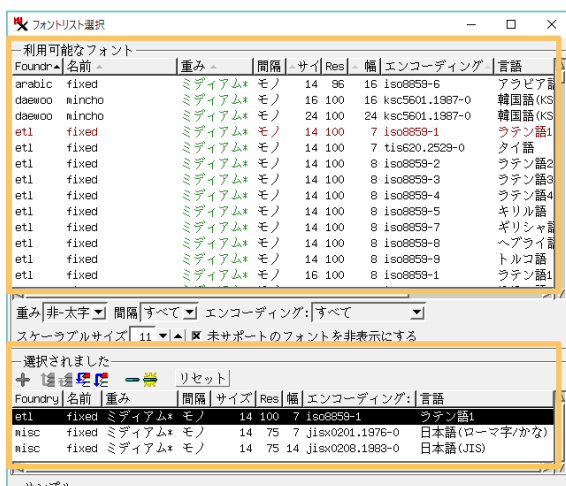 フォントリスト選択
利用可能なフォント
Foundr 名前 重み 間隔 サイ Res 幅 エンコーディング 言語
arabic fixed ミディアム* モノ 14 96 16 iso8859-6 アラビア語
daewoo mincho ミディアム* モノ 16 100 16 ksc5601.1987-0 韓国語(KS
daewoo mincho ミディアム* モノ 24 100 24 ksc5601.1987-0 韓国語(KS
etl fixed ミディアム* モノ 14 100 7 iso8859-1 ラテン語1
etl fixed ミディアム* モノ 14 100 7 tis620.2529-0 タイ語
etl fixed ミディアム* モノ 14 100 8 iso8859-2 ラテン語2
etl fixed ミディアム* モノ 14 100 8 iso8859-3 ラテン語3
etl fixed ミディアム* モノ 14 100 8 iso8859-4 ラテン語4
etl fixed ミディアム* モノ 14 100 8 iso8859-5 キリル語
etl fixed ミディアム* モノ 14 100 8 iso8859-7 ギリシャ語
etl fixed ミディアム* モノ 14 100 8 iso8859-8 ヘブライ語
etl fixed ミディアム* モノ 14 100 8 iso8859-9 トルコ語
etl fixed ミディアム* モノ 16 100 8 iso8859-1 ラテン語1
重み 非-太字 間隔 すべて エンコーディング: すべて
スケーラブルサイズ 11 未サポートのフォントを非表示にする
選択されました
リセット
Foundry 名前 重み 間隔 サイズ Res 幅 エンコーディング: 言語
etl fixed ミディアム* モノ 14 100 7 iso8859-1 ラテン語1
misc fixed ミディアム* モノ 14 75 7 jisx0201.1976-0 日本語(ローマ字/かな)
misc fixed ミディアム* モノ 14 75 14 jisx0208.1983-0 日本語(JIS)
サンプル